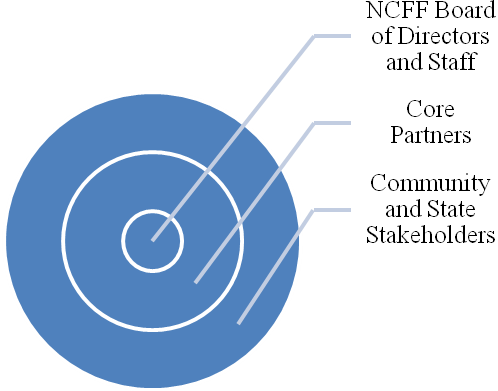 NCFF Board
of Directors
and Staff
Core
Partners
Community
and State
Stakeholders